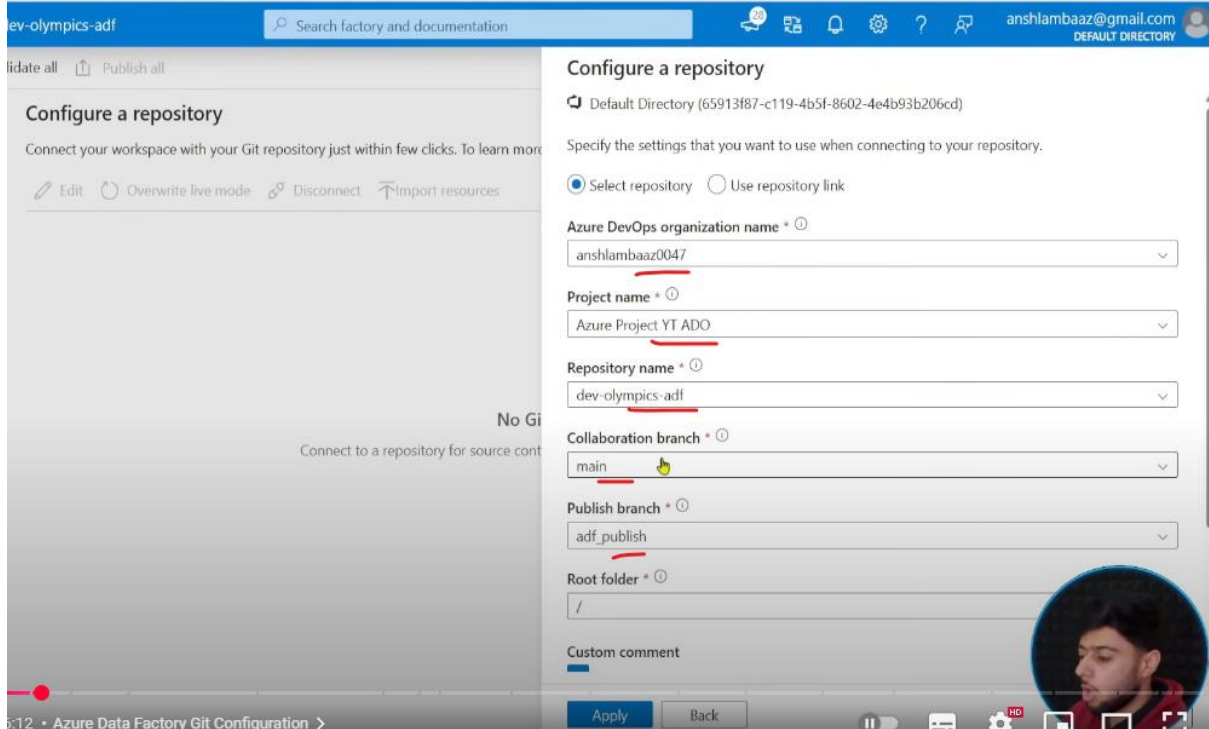 dev-olympics-adf
Search factory and documentation
28
anshlambaaz@gmail.com
DEFAULT DIRECTORY
lidate all
Publish all
Configure a repository
Connect your workspace with your Git repository just within few clicks. To learn more
Edit
Overwrite live mode
Disconnect
Import resources
No Gi
Connect to a repository for source cont
Configure a repository
Default Directory (65913f87-c119-4b5f-8602-4e4b93b206cd)
Specify the settings that you want to use when connecting to your repository.
Select repository
Use repository link
Azure DevOps organization name *
anshlambaaz0047
Project name *
Azure Project YT ADO
Repository name *
dev-olympics-adf
Collaboration branch *
main
Publish branch *
adf_publish
Root folder *
/
Custom comment
Apply
Back
5:12 • Azure Data Factory Git Configuration >
HD